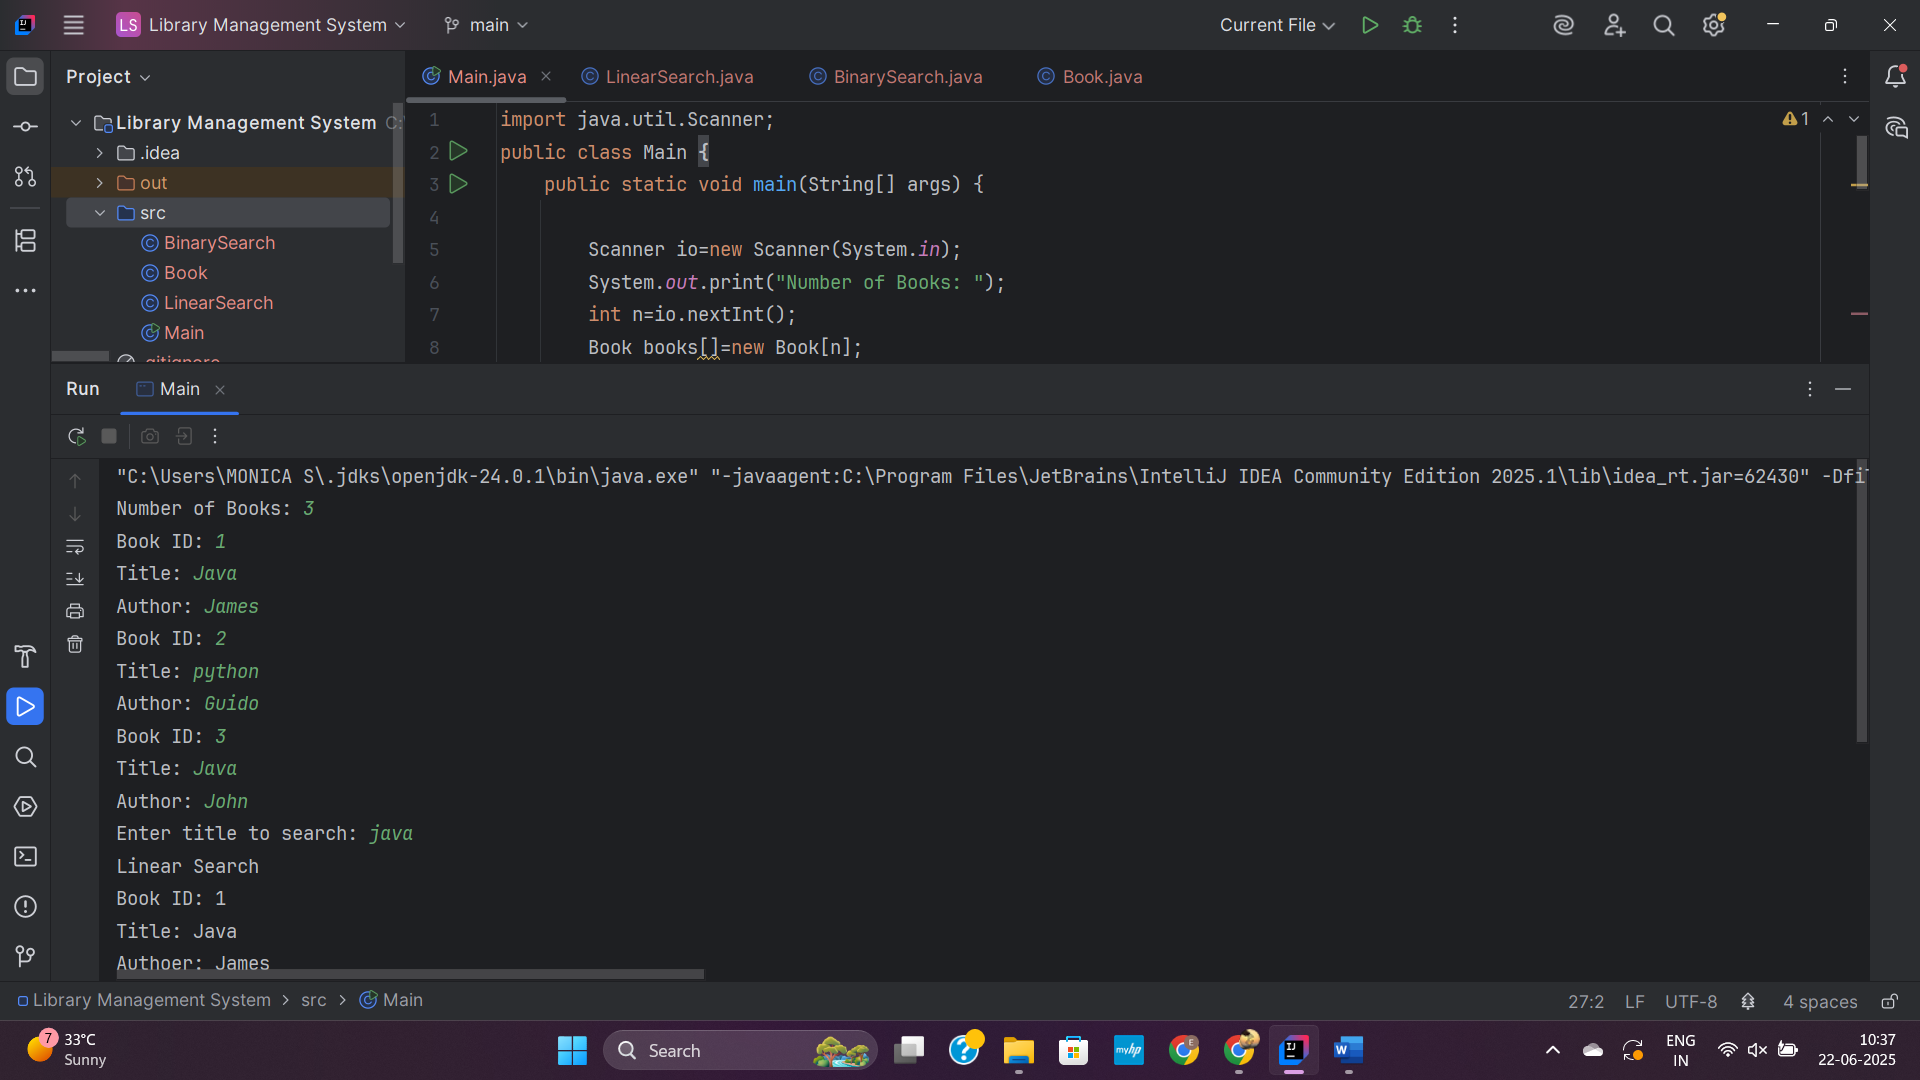 LS Library Management System main Current File
Project
Main.java LinearSearch.java BinarySearch.java Book.java
Library Management System C:
.idea
out
src
BinarySearch
Book
LinearSearch
Main
.gitignore
1 import java.util.Scanner;
2 public class Main {
3 public static void main(String[] args) {
4
5 Scanner io=new Scanner(System.in);
6 System.out.print("Number of Books: ");
7 int n=io.nextInt();
8 Book books[]=new Book[n];
1
Run Main
"C:\Users\MONICA S\.jdks\openjdk-24.0.1\bin\java.exe" "-javaagent:C:\Program Files\JetBrains\IntelliJ IDEA Community Edition 2025.1\lib\idea_rt.jar=62430" -Dfi
Number of Books: 3
Book ID: 1
Title: Java
Author: James
Book ID: 2
Title: python
Author: Guido
Book ID: 3
Title: Java
Author: John
Enter title to search: java
Linear Search
Book ID: 1
Title: Java
Authoer: James
Library Management System > src > Main 27:2 LF UTF-8 4 spaces
7 33°C
Sunny
Search
myhp
E
W
ENG
IN
10:37
22-06-2025